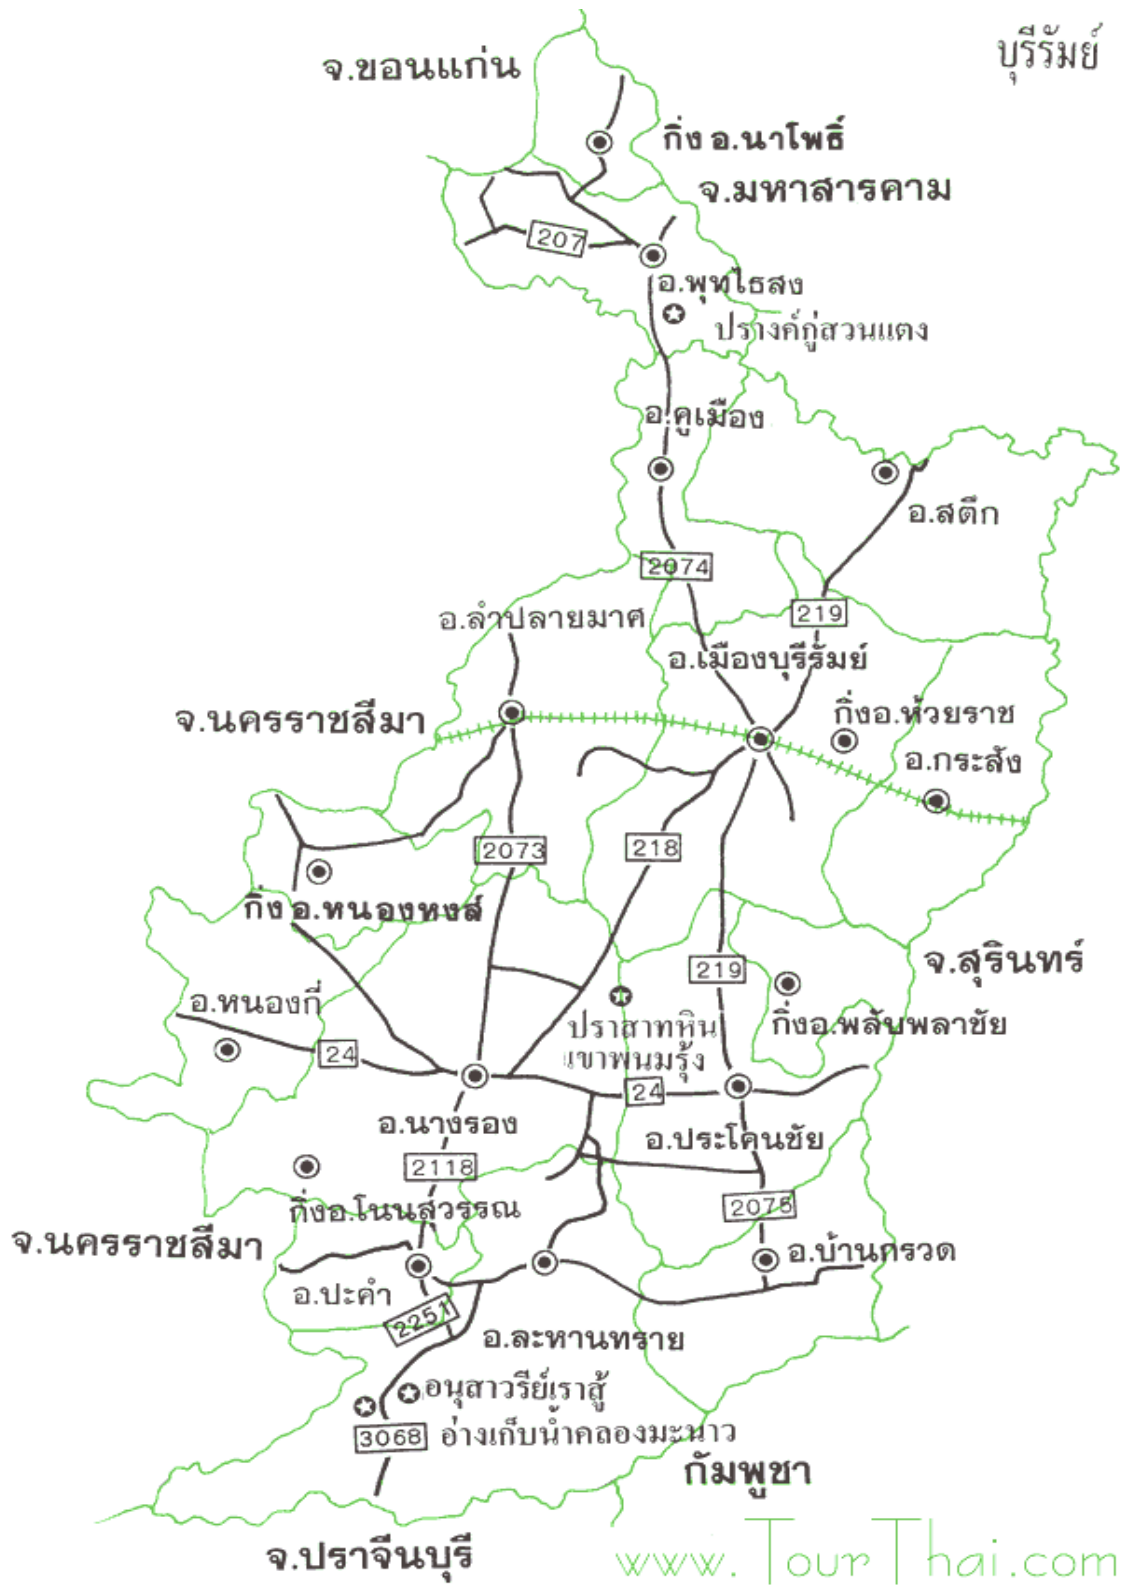 บุรีรัมย์
จ.ขอนแก่น
กิ่ง อ.นาโพธิ์
จ.มหาสารคาม
207
อ.พุทไธสง
ปรางค์กู่สวนแตง
อ.คูเมือง
อ.สตึก
2074
219
อ.ลำปลายมาศ
อ.เมืองบุรีรัมย์
จ.นครราชสีมา
กิ่งอ.ห้วยราช
อ.กระสัง
2073
218
กิ่ง อ.หนองหงส์
จ.สุรินทร์
219
อ.หนองกี่
ปราสาทหิน
เขาพนมรุ้ง
กิ่งอ.พลับพลาชัย
24
24
อ.นางรอง
อ.ประโคนชัย
2118
2075
กิ่งอ.โนนสุวรรณ
จ.นครราชสีมา
อ.บ้านกรวด
อ.ปะคำ
2251
อ.ละหานทราย
อนุสาวรีย์เราสู้
3068
อ่างเก็บน้ำคลองมะนาว
กัมพูชา
จ.ปราจีนบุรี
www.TourThai.com